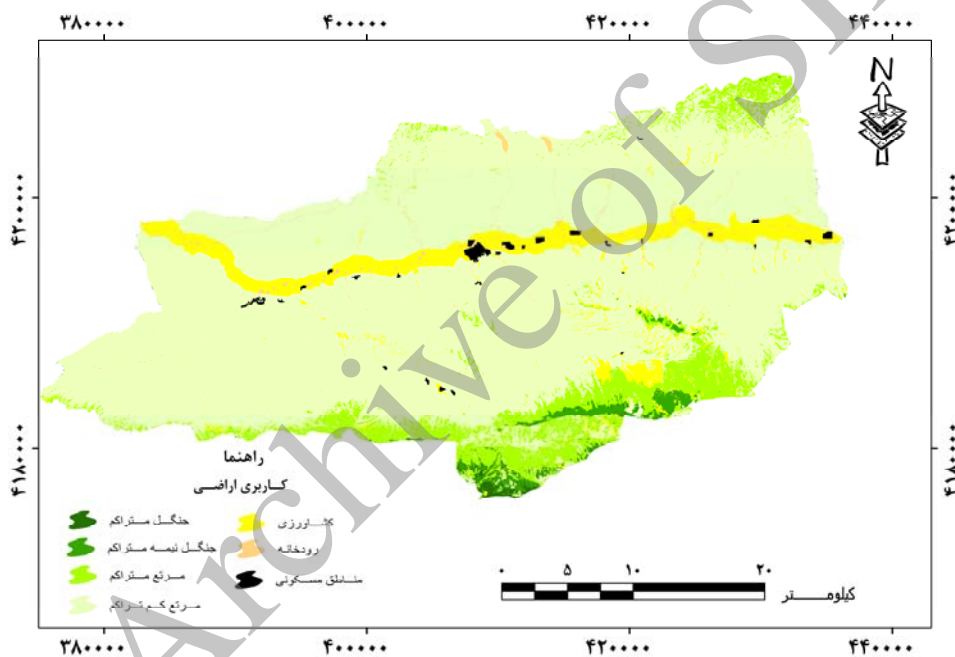 ۳۸۰۰۰۰ ۴۰۰۰۰۰ ۴۲۰۰۰۰ ۴۴۰۰۰۰
N
۴۲۰۰۰۰۰ ۴۲۰۰۰۰۰
۴۱۸۰۰۰۰ ۴۱۸۰۰۰۰
راهنما
کاربری اراضی
جنگل متراکم
جنگل نیمه متراکم
مرتع متراکم
مرتع کم تراکم
کشاورزی
رودخانه
مناطق مسکونی
۰ ۵ ۱۰ ۲۰
کیلومتر
۳۸۰۰۰۰ ۴۰۰۰۰۰ ۴۲۰۰۰۰ ۴۴۰۰۰۰
Archive of SI